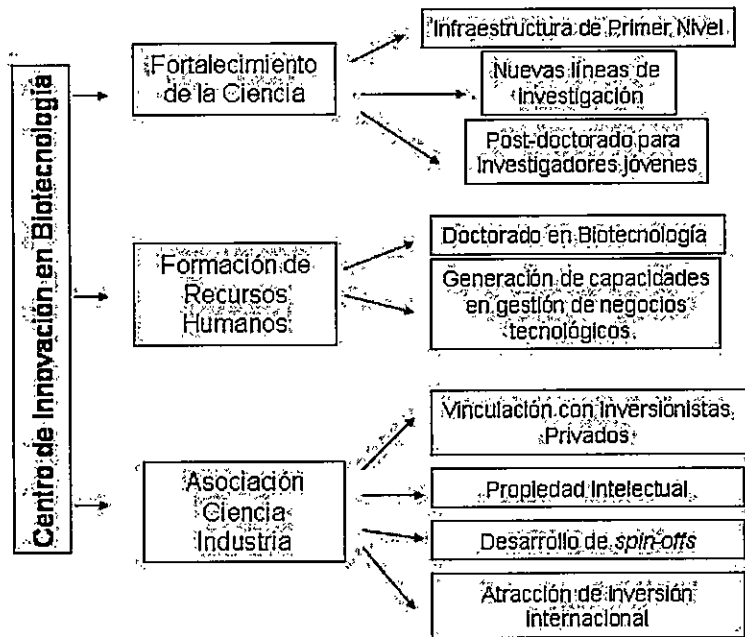 Centro de Innovación en Biotecnología
Fortalecimiento
de la Ciencia
Infraestructura de Primer Nivel
Nuevas líneas de
Investigación
Post-doctorado para
Investigadores jóvenes
Formación de
Recursos
Humanos
Doctorado en Biotecnología
Generación de capacidades
en gestión de negocios
tecnológicos.
Asociación
Ciencia
Industria
Vinculación con Inversionistas
Privados
Propiedad Intelectual
Desarrollo de spin-offs
Atracción de Inversión
Internacional